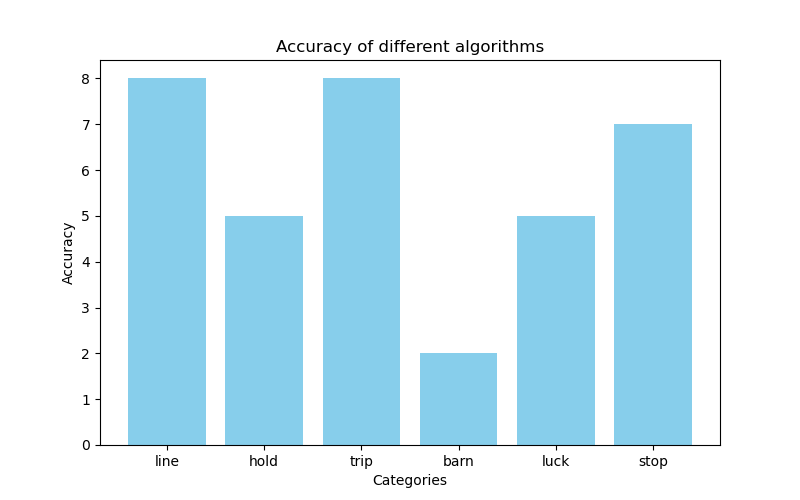 Accuracy of different algorithms
Accuracy
8
7
6
5
4
3
2
1
0
line hold trip barn luck stop
Categories